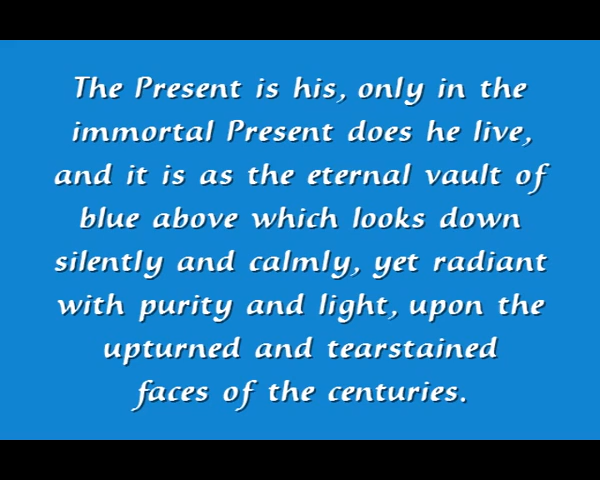 The Present is his, only in the
immortal Present does he live,
and it is as the eternal vault of
blue above which looks down
silently and calmly, yet radiant
with purity and light, upon the
upturned and tearstained
faces of the centuries.